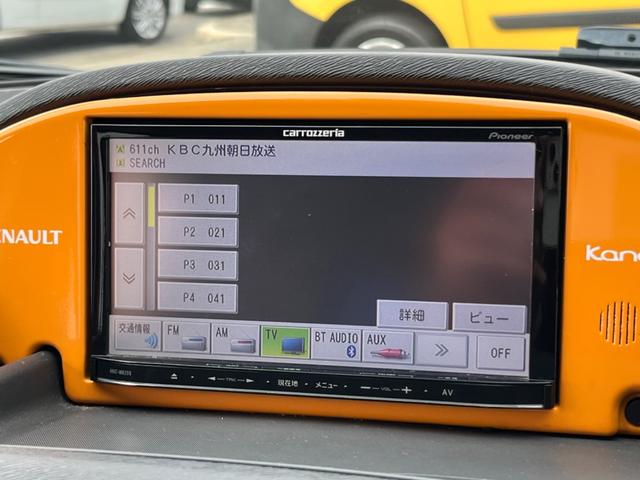 carrozzeria
Pioneer
611ch KBC九州朝日放送
SEARCH
P1 011
P2 021
P3 031
P4 041
詳細
ビュー
交通情報
FM
AM
TV
BT AUDIO
AUX
OFF
TRK
現在地
メニュー
VOL
AV
NAULT
Kan